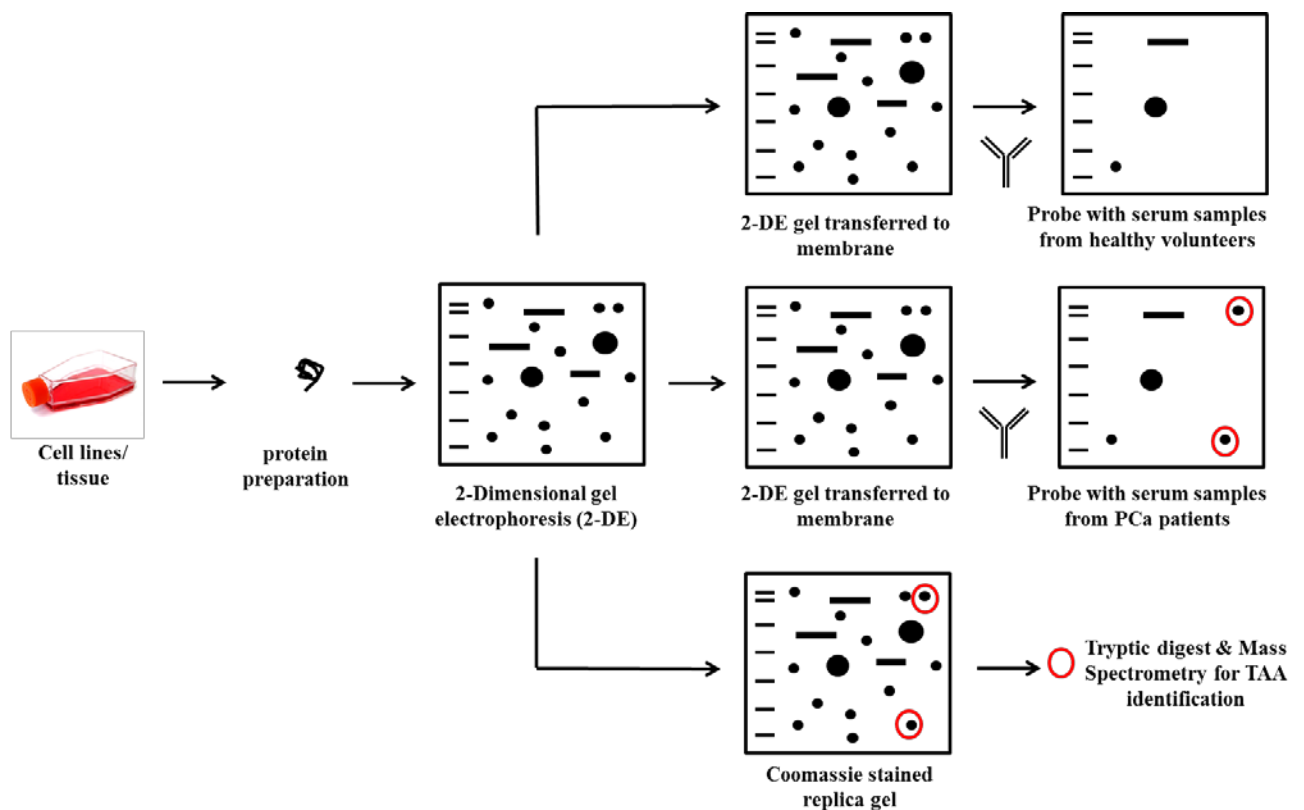 2-DE gel transferred to
membrane
Probe with serum samples
from healthy volunteers
Cell lines/
tissue
protein
preparation
2-Dimensional gel
electrophoresis (2-DE)
2-DE gel transferred to
membrane
Probe with serum samples
from PCa patients
Coomassie stained
replica gel
Tryptic digest & Mass
Spectrometry for TAA
identification